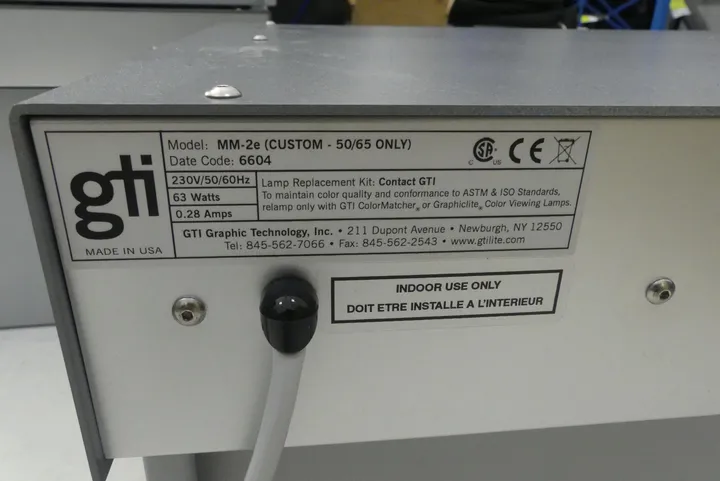 gti
MADE IN USA
Model: MM-2e (CUSTOM - 50/65 ONLY)
Date Code: 6604
230V/50/60Hz
63 Watts
0.28 Amps
Lamp Replacement Kit: Contact GTI
To maintain color quality and conformance to ASTM & ISO Standards,
relamp only with GTI ColorMatcher® or Graphiclite® Color Viewing Lamps.
C SA US
CE
GTI Graphic Technology, Inc. • 211 Dupont Avenue • Newburgh, NY 12550
Tel: 845-562-7066 • Fax: 845-562-2543 • www.gtilite.com
INDOOR USE ONLY
DOIT ETRE INSTALLE A L'INTERIEUR